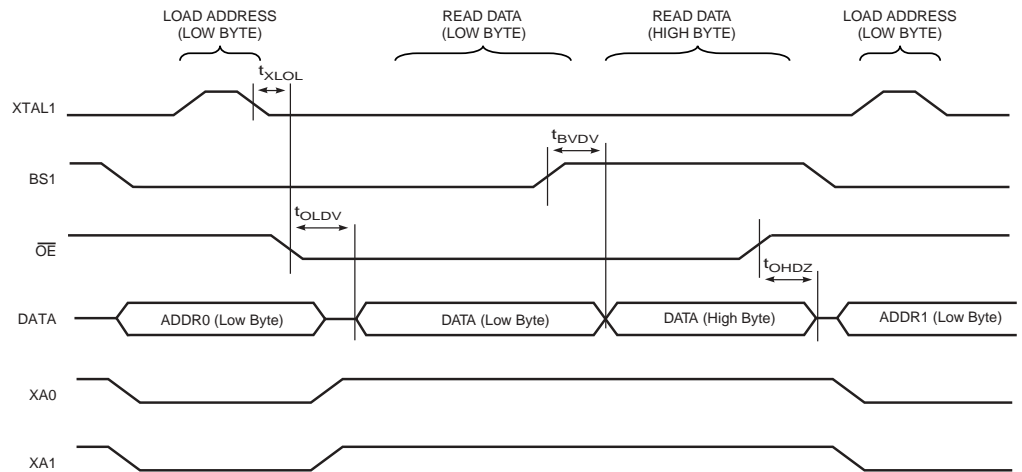 LOAD ADDRESS
(LOW BYTE)
READ DATA
(LOW BYTE)
READ DATA
(HIGH BYTE)
LOAD ADDRESS
(LOW BYTE)
tXLOL
XTAL1
tBVDV
BS1
tOLDV
OE
tOHDZ
DATA
ADDR0 (Low Byte)
DATA (Low Byte)
DATA (High Byte)
ADDR1 (Low Byte)
XA0
XA1